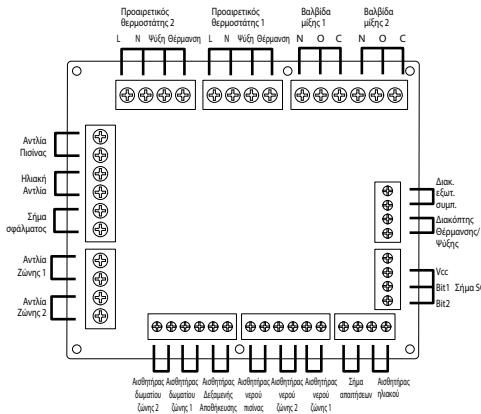 Προαιρετικός
θερμοστάτης 2
Προαιρετικός
θερμοστάτης 1
Βαλβίδα
μίξης 1
Βαλβίδα
μίξης 2
L N Ψύξη Θέρμανση
L N Ψύξη Θέρμανση
N O C
N O C
Αντλία
Πισίνας
Ηλιακή
Αντλία
Σήμα
σφάλματος
Αντλία
Ζώνης 1
Αντλία
Ζώνης 2
Διακ.
εξωτ.
συμπ.
Διακόπτης
Θέρμανσης/
Ψύξης
Vcc
Bit1 Σήμα
Bit2
Αισθητήρας
δωματίου
ζώνης 2
Αισθητήρας
δωματίου
ζώνης 1
Αισθητήρας
Δεξαμενής
Αποθήκευσης
Αισθητήρας
νερού
πισίνας
Αισθητήρας
νερού
ζώνης 2
Αισθητήρας
νερού
ζώνης 1
Σήμα
απαιτήσεων
Αισθητήρας
ηλιακού